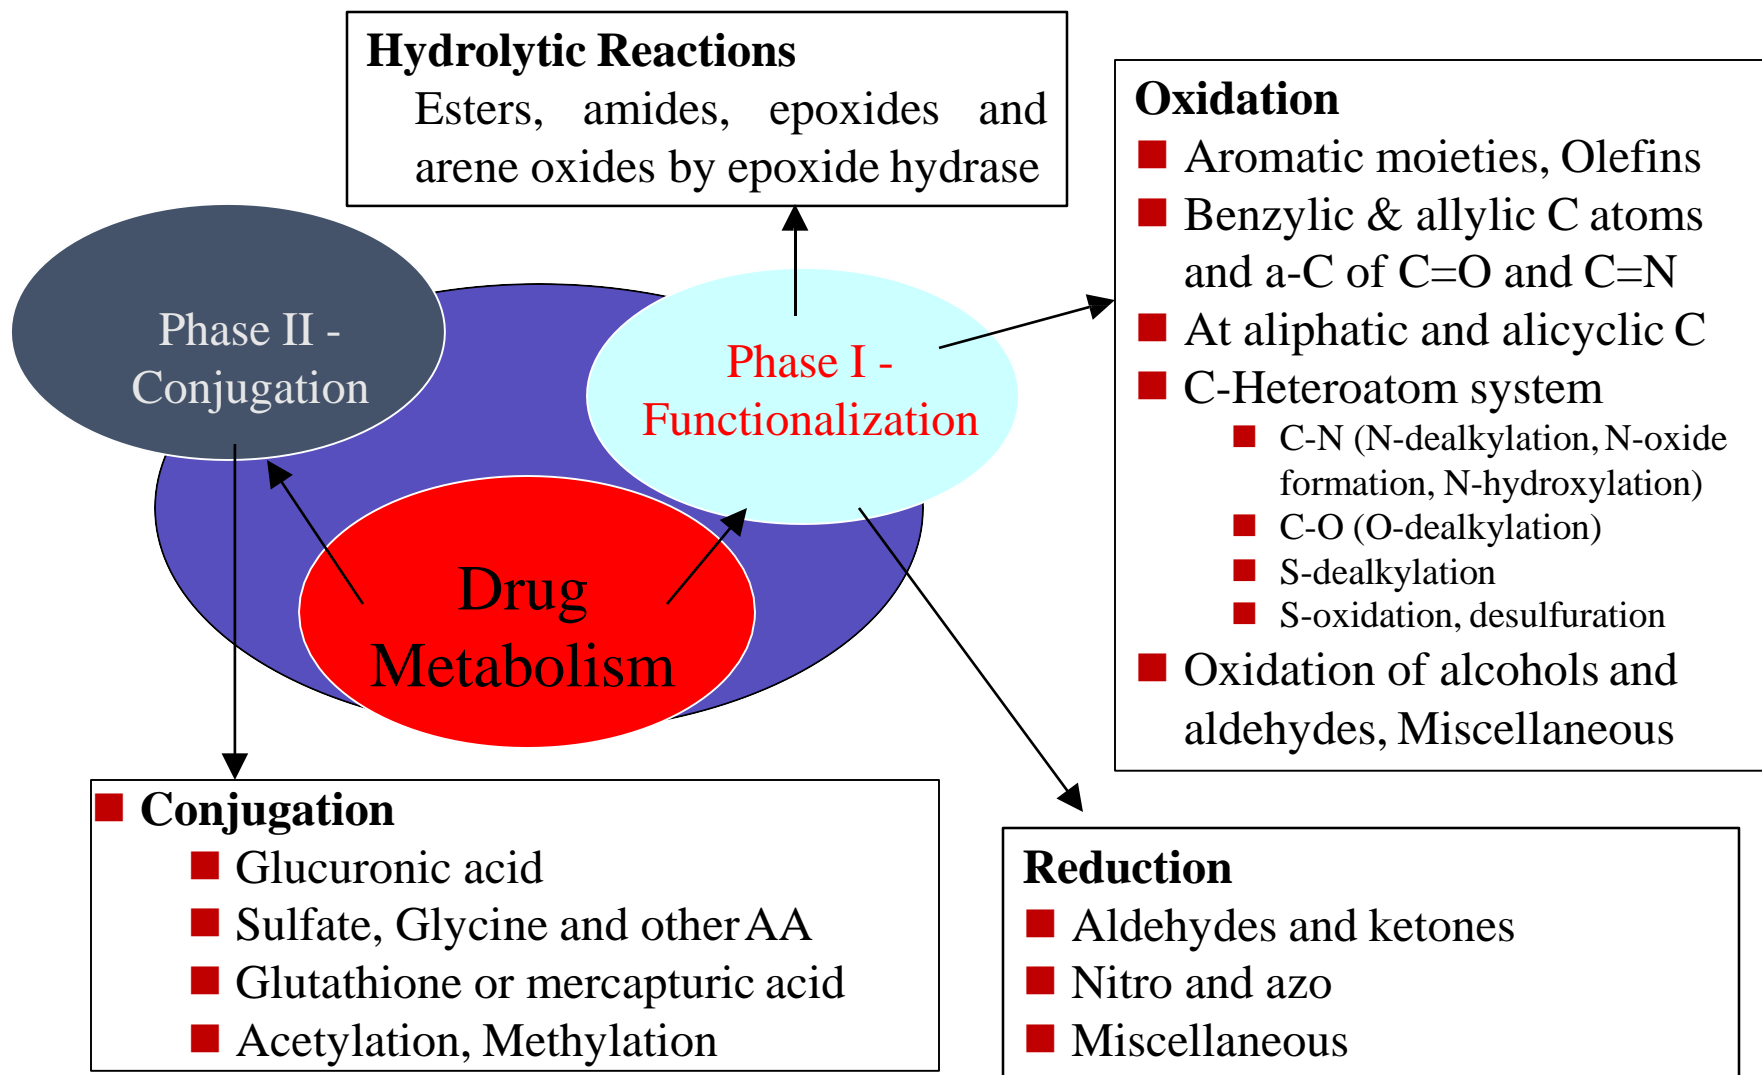 Hydrolytic Reactions
Esters, amides, epoxides and
arene oxides by epoxide hydrase
Oxidation
Aromatic moieties, Olefins
Benzylic & allylic C atoms
and a-C of C=O and C=N
At aliphatic and alicyclic C
C-Heteroatom system
C-N (N-dealkylation, N-oxide
formation, N-hydroxylation)
C-O (O-dealkylation)
S-dealkylation
S-oxidation, desulfuration
Oxidation of alcohols and
aldehydes, Miscellaneous
Phase II -
Conjugation
Phase I -
Functionalization
Drug
Metabolism
Conjugation
Glucuronic acid
Sulfate, Glycine and other AA
Glutathione or mercapturic acid
Acetylation, Methylation
Reduction
Aldehydes and ketones
Nitro and azo
Miscellaneous